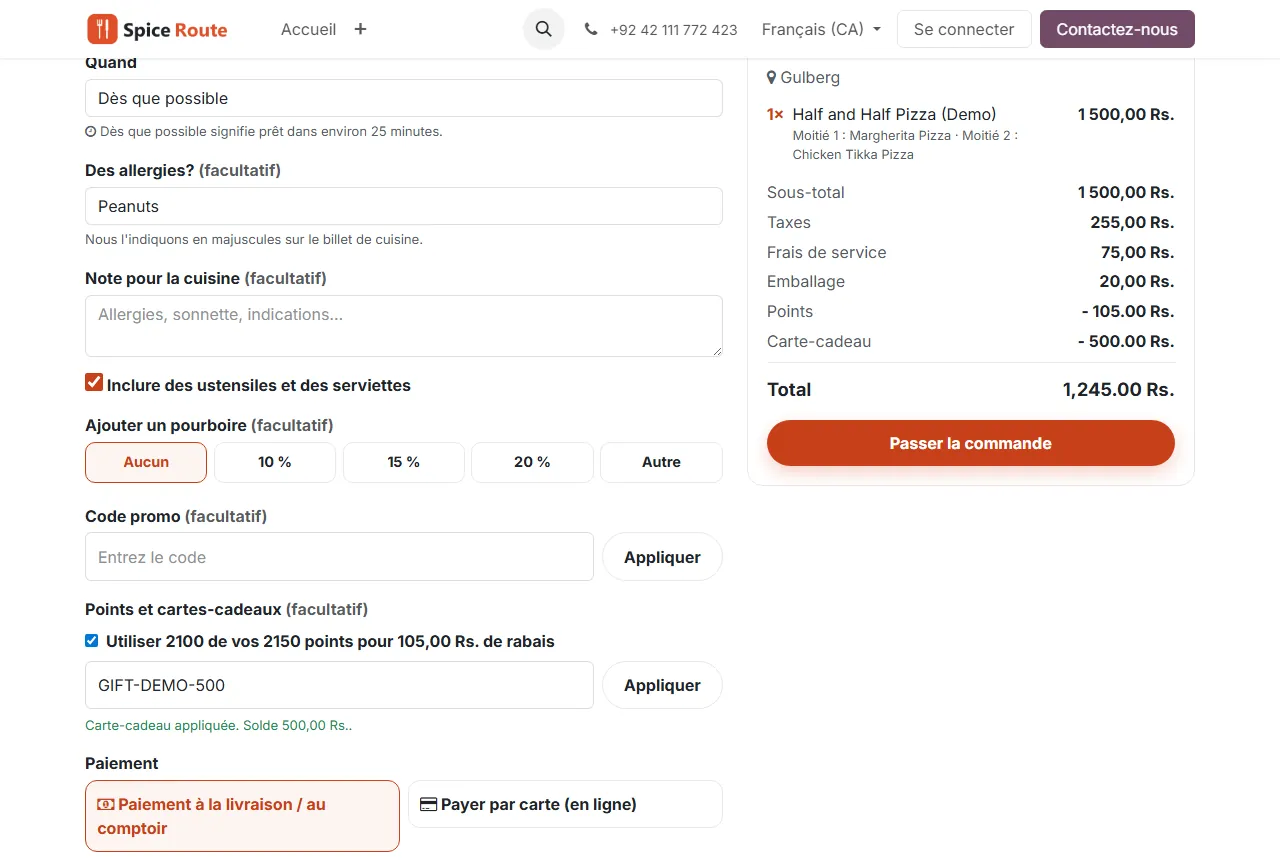 Spice Route
Accueil
+92 42 111 772 423
Français (CA)
Se connecter
Contactez-nous
Quand
Dès que possible
Dès que possible signifie prêt dans environ 25 minutes.
Des allergies? (facultatif)
Peanuts
Nous l'indiquons en majuscules sur le billet de cuisine.
Note pour la cuisine (facultatif)
Allergies, sonnette, indications...
Inclure des ustensiles et des serviettes
Ajouter un pourboire (facultatif)
Aucun
10 %
15 %
20 %
Autre
Code promo (facultatif)
Entrez le code
Appliquer
Points et cartes-cadeaux (facultatif)
Utiliser 2100 de vos 2150 points pour 105,00 Rs. de rabais
GIFT-DEMO-500
Appliquer
Carte-cadeau appliquée. Solde 500,00 Rs..
Paiement
Paiement à la livraison / au
comptoir
Payer par carte (en ligne)
Gulberg
1× Half and Half Pizza (Demo) 1 500,00 Rs.
Moitié 1 : Margherita Pizza · Moitié 2 :
Chicken Tikka Pizza
Sous-total 1 500,00 Rs.
Taxes 255,00 Rs.
Frais de service 75,00 Rs.
Emballage 20,00 Rs.
Points - 105.00 Rs.
Carte-cadeau - 500.00 Rs.
Total 1,245.00 Rs.
Passer la commande